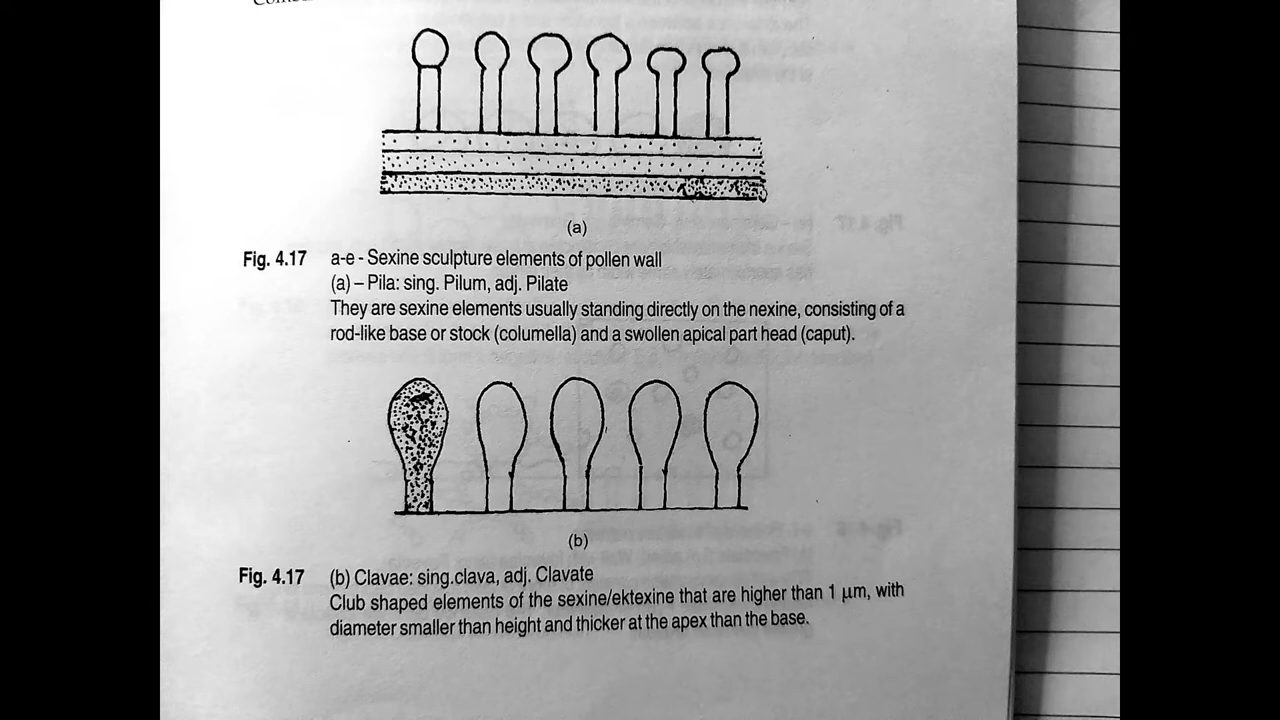 (a)
Fig. 4.17 a-e - Sexine sculpture elements of pollen wall
(a) – Pila: sing. Pilum, adj. Pilate
They are sexine elements usually standing directly on the nexine, consisting of a
rod-like base or stock (columella) and a swollen apical part head (caput).
(b)
Fig. 4.17 (b) Clavae: sing.clava, adj. Clavate
Club shaped elements of the sexine/ektexine that are higher than 1 μm, with
diameter smaller than height and thicker at the apex than the base.